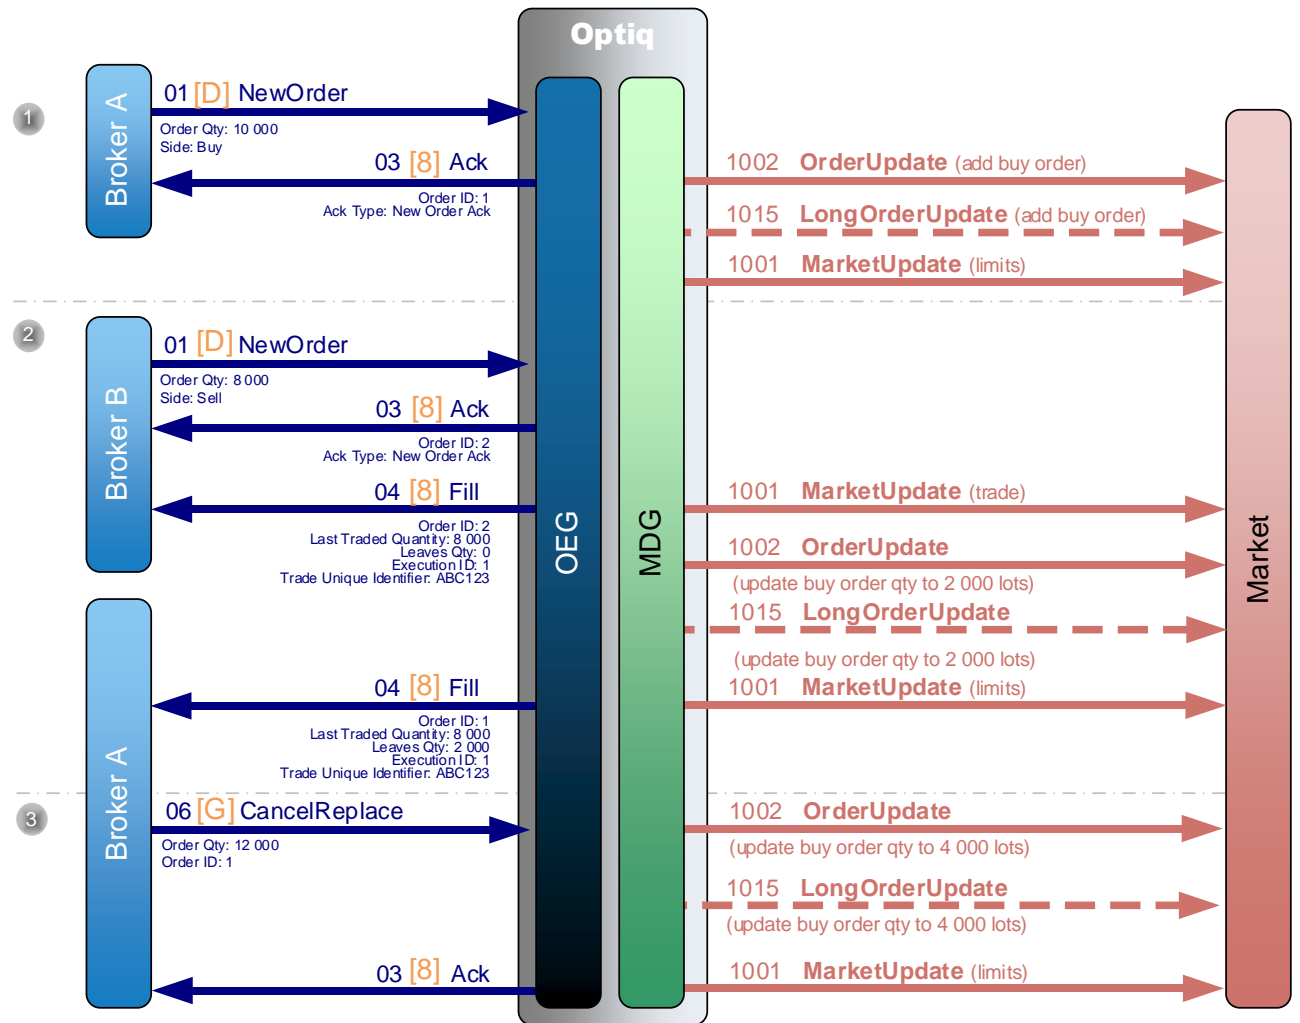 Optiq
1
Broker A
01 [D] NewOrder
Order Qty: 10 000
Side: Buy
03 [8] Ack
Order ID: 1
Ack Type: New Order Ack
1002 OrderUpdate (add buy order)
1015 LongOrderUpdate (add buy order)
1001 MarketUpdate (limits)
2
Broker B
01 [D] NewOrder
Order Qty: 8 000
Side: Sell
03 [8] Ack
Order ID: 2
Ack Type: New Order Ack
04 [8] Fill
Order ID: 2
Last Traded Quantity: 8 000
Leaves Qty: 0
Execution ID: 1
Trade Unique Identifier: ABC123
OEG
MDG
1001 MarketUpdate (trade)
1002 OrderUpdate
(update buy order qty to 2 000 lots)
1015 LongOrderUpdate
(update buy order qty to 2 000 lots)
1001 MarketUpdate (limits)
Market
Broker A
04 [8] Fill
Order ID: 1
Last Traded Quantity: 8 000
Leaves Qty: 2 000
Execution ID: 1
Trade Unique Identifier: ABC123
3
06 [G] CancelReplace
Order Qty: 12 000
Order ID: 1
1002 OrderUpdate
(update buy order qty to 4 000 lots)
1015 LongOrderUpdate
(update buy order qty to 4 000 lots)
03 [8] Ack
1001 MarketUpdate (limits)